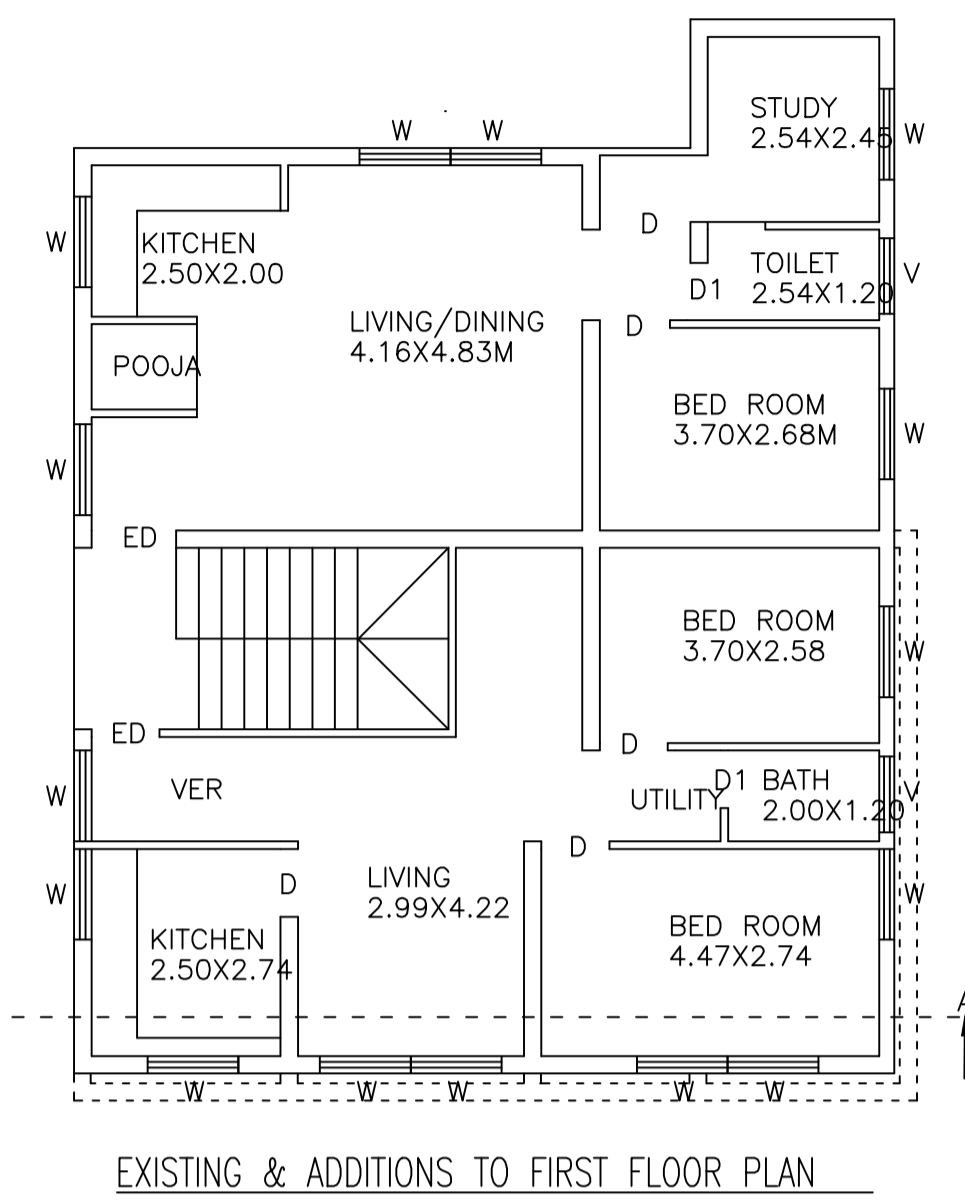 STUDY
2.54X2.45
W
W
W
D
W
KITCHEN
2.50X2.00
TOILET
2.54X1.20
V
D1
LIVING/DINING
4.16X4.83M
D
POOJA
BED ROOM
3.70X2.68M
W
W
ED
BED ROOM
3.70X2.58
W
ED
D
VER
W
UTILITY
D1
BATH
2.00X1.20
V
D
W
D
LIVING
2.99X4.22
W
KITCHEN
2.50X2.74
BED ROOM
4.47X2.74
A
W
W
W
W
W
EXISTING & ADDITIONS TO FIRST FLOOR PLAN